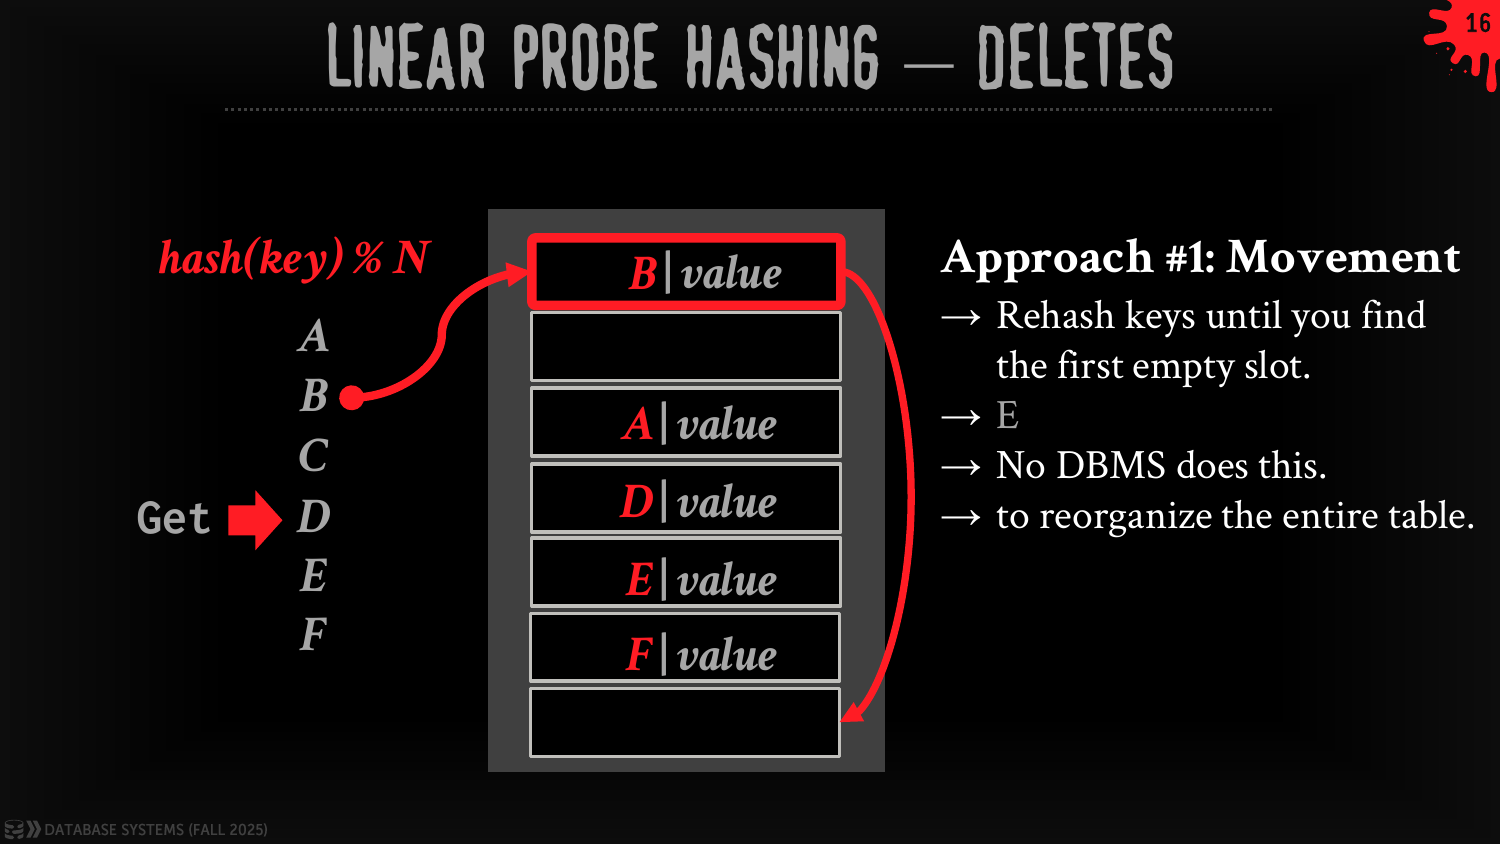 16
LINEAR PROBE HASHING — DELETES
hash(key) % N
A
B
C
Get D
E
F
B|value
A|value
D|value
E|value
F|value
Approach #1: Movement
→ Rehash keys until you find
the first empty slot.
→ E
→ No DBMS does this.
→ to reorganize the entire table.
DATABASE SYSTEMS (FALL 2025)